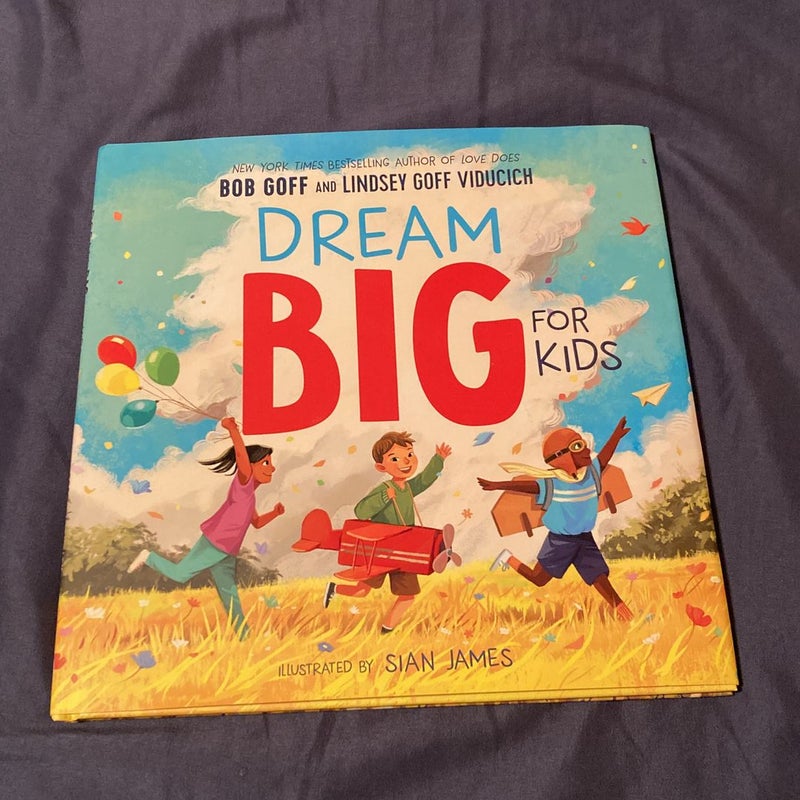 NEW YORK TIMES BESTSELLING AUTHOR OF LOVE DOES
BOB GOFF AND LINDSEY GOFF VIDUCICH
DREAM
BIG
FOR
KIDS
ILLUSTRATED BY SIAN JAMES